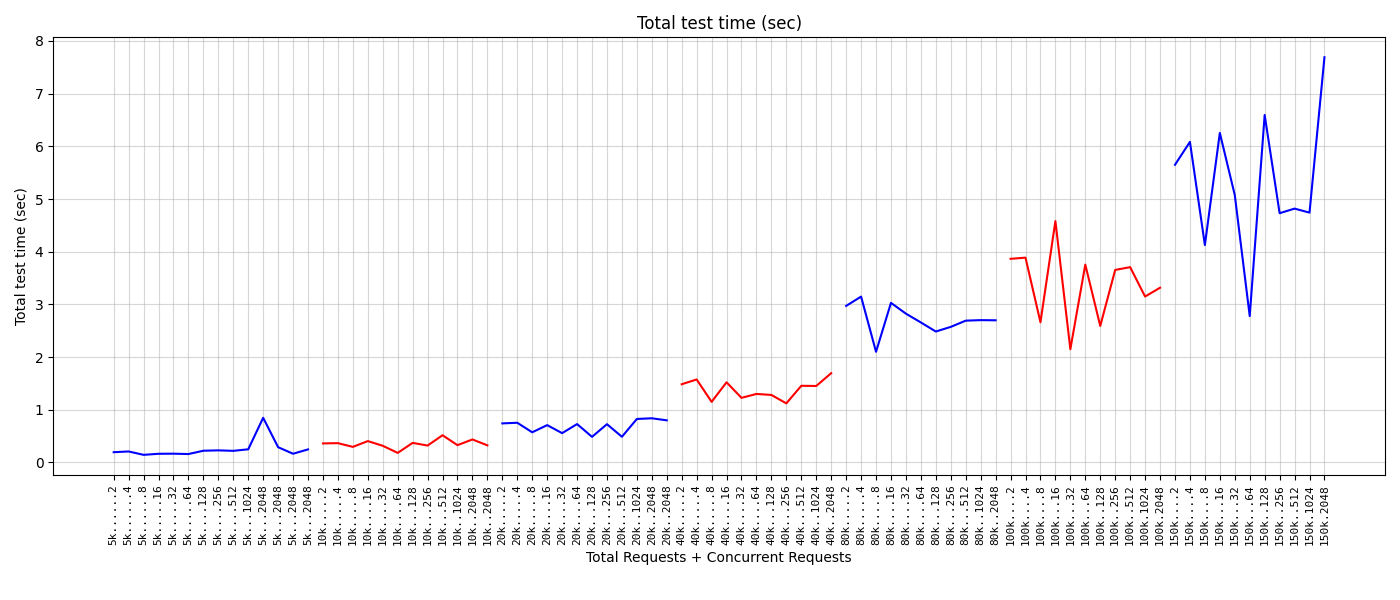 Total test time (sec)
Total test time (sec)
8
7
6
5
4
3
2
1
0
5k......2
5k......4
5k......8
5k.....16
5k.....32
5k.....64
5k....128
5k....256
5k....512
5k...1024
5k...2048
5k...2048
5k...2048
5k...2048
10k.....2
10k.....4
10k.....8
10k....16
10k....32
10k....64
10k...128
10k...256
10k...512
10k..1024
10k..2048
10k..2048
20k.....2
20k.....4
20k.....8
20k....16
20k....32
20k....64
20k...128
20k...256
20k...512
20k..1024
20k..2048
20k..2048
40k.....2
40k.....4
40k.....8
40k....16
40k....32
40k....64
40k...128
40k...256
40k...512
40k..1024
40k..2048
80k.....2
80k.....4
80k.....8
80k....16
80k....32
80k....64
80k...128
80k...256
80k...512
80k..1024
80k..2048
100k....2
100k....4
100k....8
100k...16
100k...32
100k...64
100k..128
100k..256
100k..512
100k.1024
100k.2048
150k....2
150k....4
150k....8
150k...16
150k...32
150k...64
150k..128
150k..256
150k..512
150k.1024
150k.2048
Total Requests + Concurrent Requests